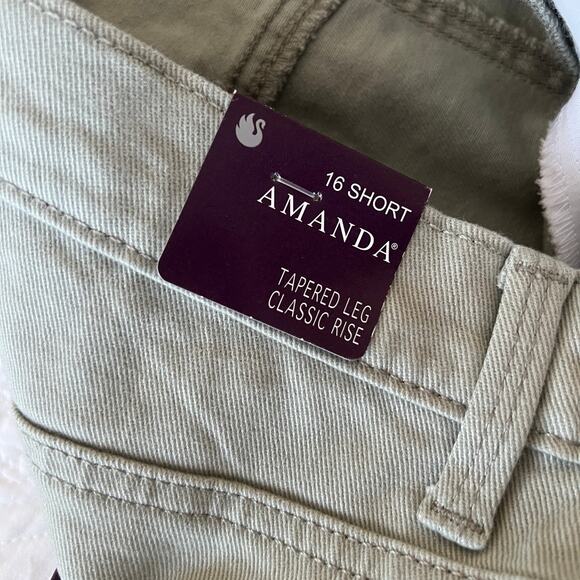 16 SHORT
AMANDA®
TAPERED LEG
CLASSIC RISE